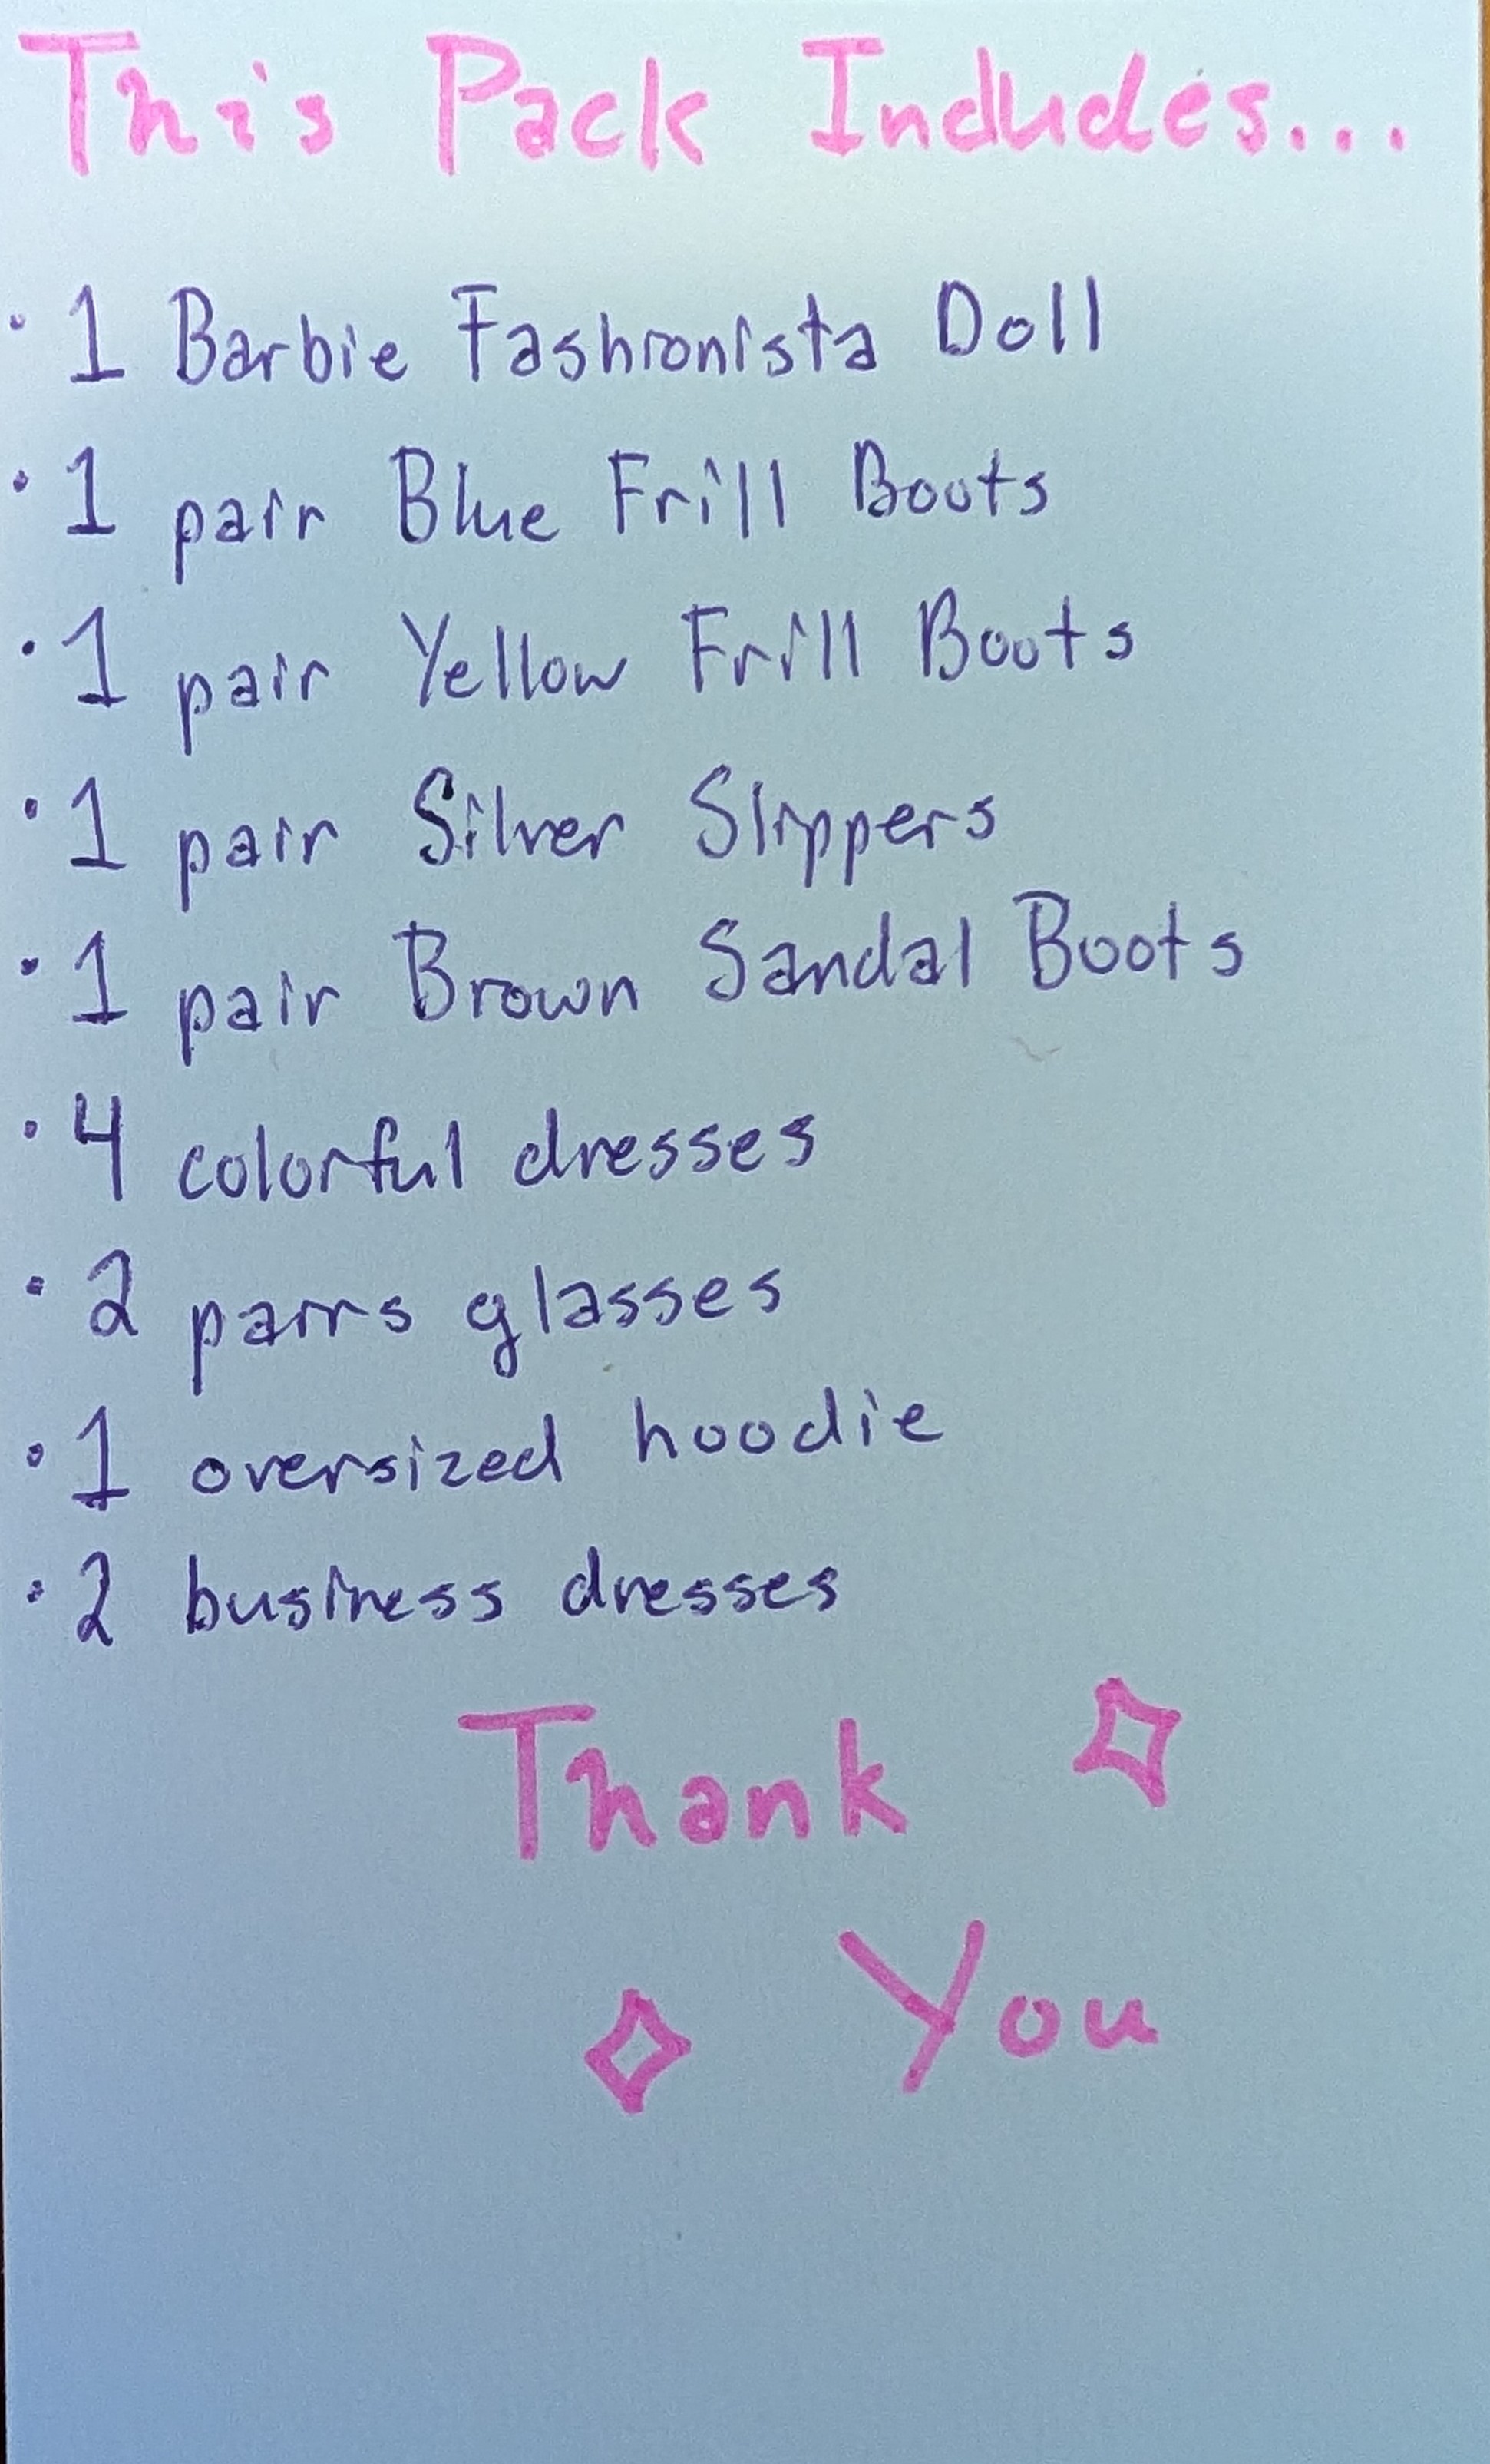 This Pack Includes...
· 1 Barbie Fashionista Doll
· 1 pair Blue Frill Boots
· 1 pair Yellow Frill Boots
· 1 pair Silver Slippers
· 1 pair Brown Sandal Boots
· 4 colorful dresses
· 2 pairs glasses
· 1 oversized hoodie
· 2 business dresses
Thank
You